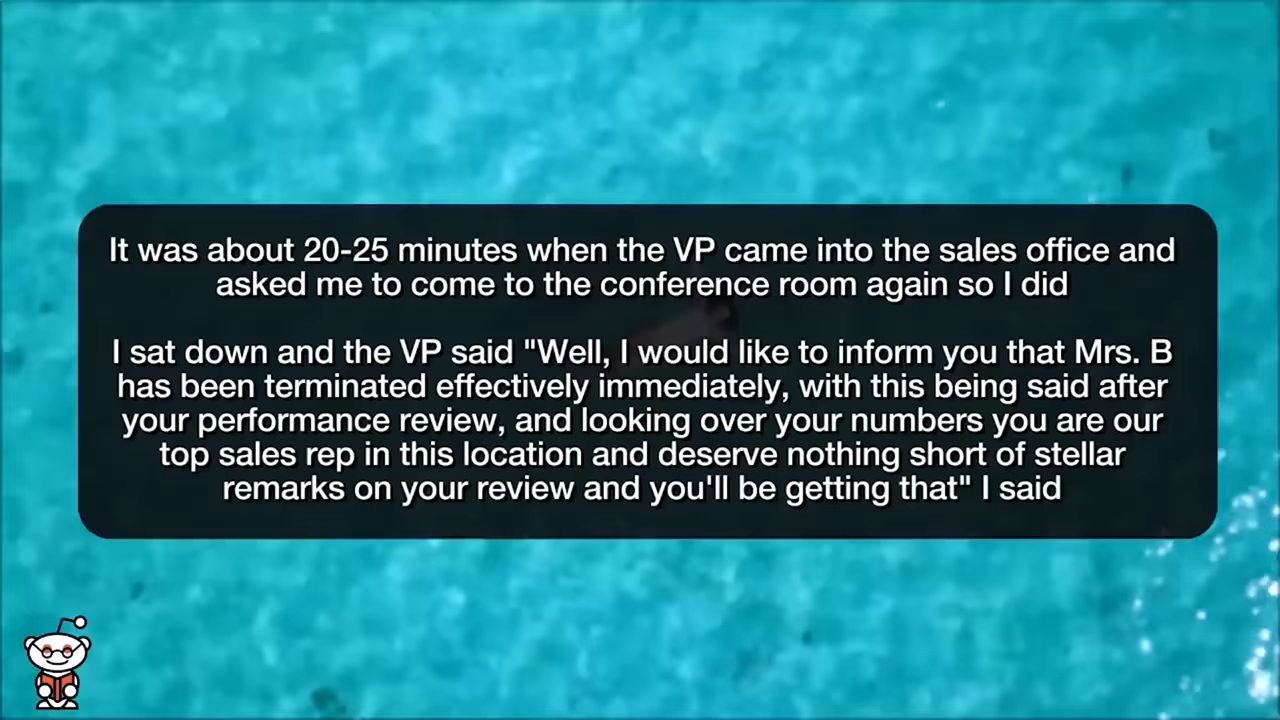 It was about 20-25 minutes when the VP came into the sales office and
asked me to come to the conference room again so I did
I sat down and the VP said "Well, I would like to inform you that Mrs. B
has been terminated effectively immediately, with this being said after
your performance review, and looking over your numbers you are our
top sales rep in this location and deserve nothing short of stellar
remarks on your review and you'll be getting that" I said